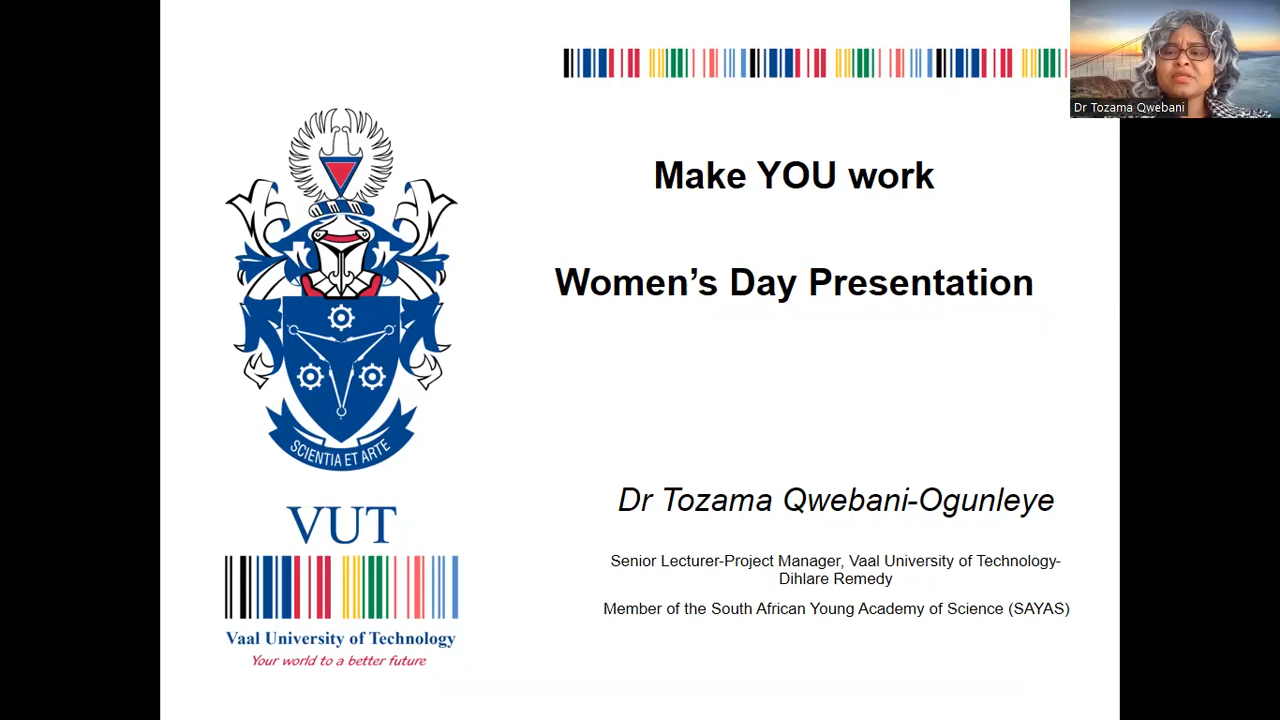 Dr Tozama Qwebani
Make YOU work
Women's Day Presentation
SCIENTIA ET ARTE
VUT
Vaal University of Technology
Your world to a better future
Dr Tozama Qwebani-Ogunleye
Senior Lecturer-Project Manager, Vaal University of Technology-
Dihlare Remedy
Member of the South African Young Academy of Science (SAYAS)